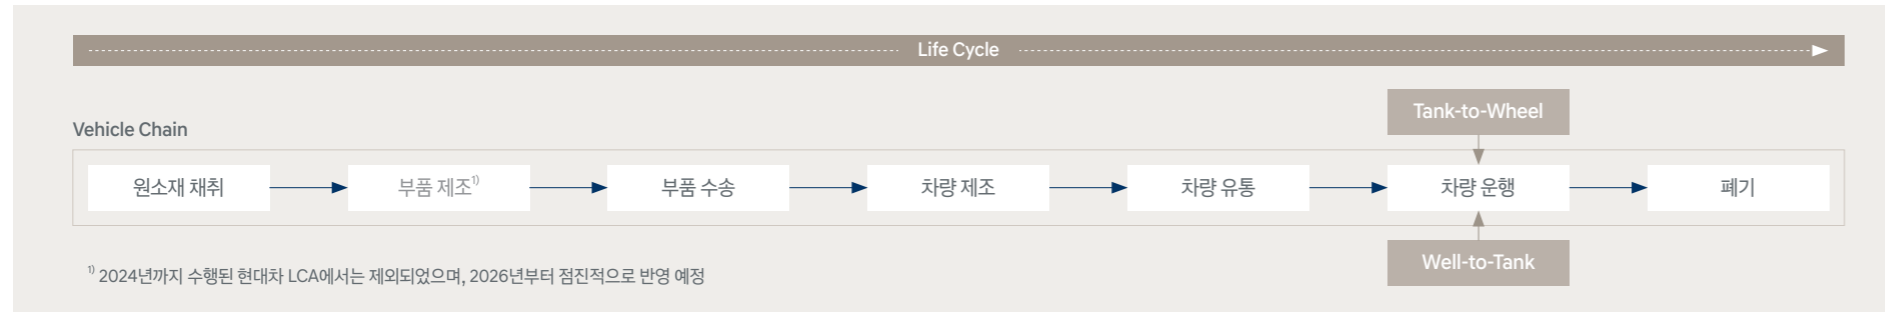 Life Cycle
Tank-to-Wheel
Vehicle Chain
원소재 채취
부품 제조1)
부품 수송
차량 제조
차량 유통
차량 운행
폐기
Well-to-Tank
1) 2024년까지 수행된 현대차 LCA에서는 제외되었으며, 2026년부터 점진적으로 반영 예정